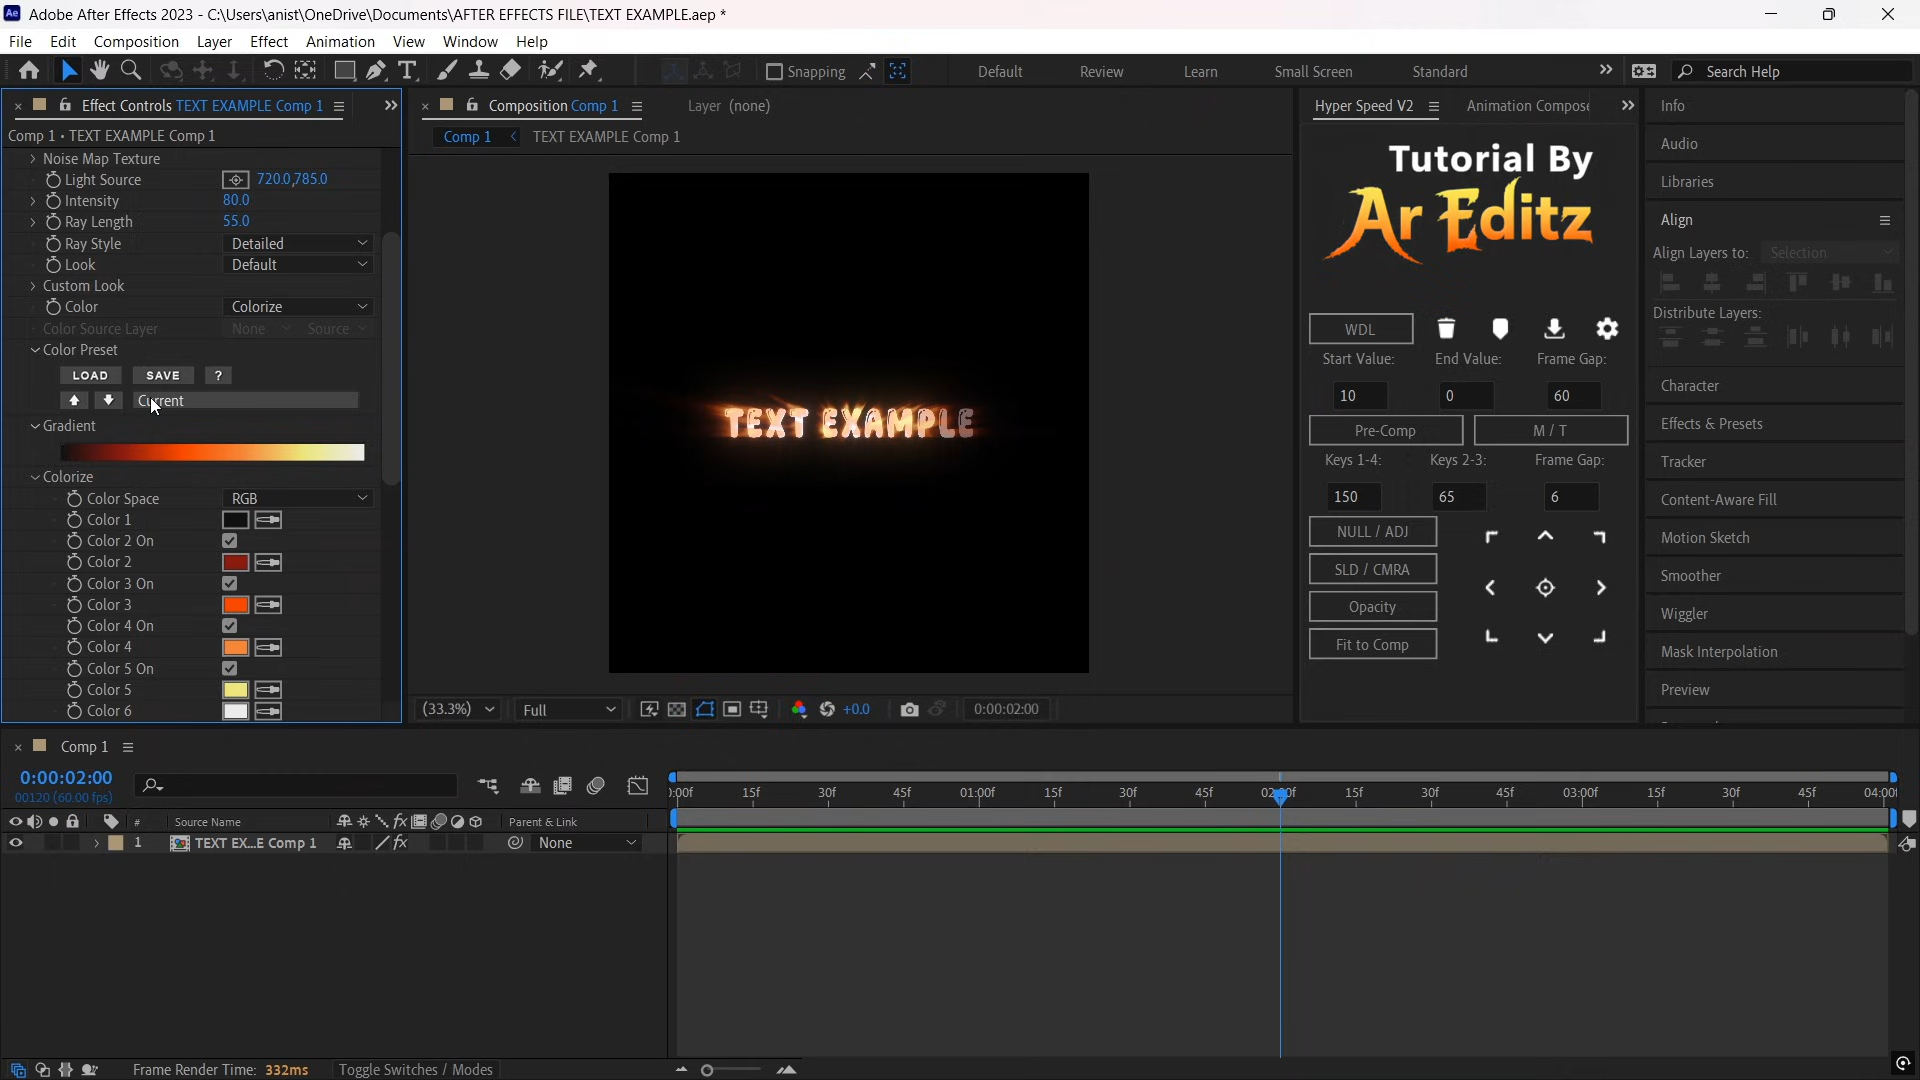 Adobe After Effects 2023 - C:\Users\anist\OneDrive\Documents\AFTER EFFECTS FILE\TEXT EXAMPLE.aep *
File Edit Composition Layer Effect Animation View Window Help
Snapping Default Review Learn Small Screen Standard Search Help
Effect Controls TEXT EXAMPLE Comp 1
Comp 1 • TEXT EXAMPLE Comp 1
Noise Map Texture
Light Source 720.0,785.0
Intensity 80.0
Ray Length 55.0
Ray Style Detailed
Look Default
Custom Look
Color Colorize
Color Source Layer None Source
Color Preset
LOAD SAVE ?
Current
Gradient
Colorize
Color Space RGB
Color 1
Color 2 On
Color 2
Color 3 On
Color 3
Color 4 On
Color 4
Color 5 On
Color 5
Color 6
Composition Comp 1 Layer (none)
Comp 1 < TEXT EXAMPLE Comp 1
TEXT EXAMPLE
(33.3%) Full +0.0 0:00:02:00
Hyper Speed V2 Animation Compose
Tutorial By
Ar Editz
WDL
Start Value: End Value: Frame Gap:
10 0 60
Pre-Comp M / T
Keys 1-4: Keys 2-3: Frame Gap:
150 65 6
NULL / ADJ
SLD / CMRA
Opacity
Fit to Comp
Info
Audio
Libraries
Align
Align Layers to: Selection
Distribute Layers:
Character
Effects & Presets
Tracker
Content-Aware Fill
Motion Sketch
Smoother
Wiggler
Mask Interpolation
Preview
Comp 1
0:00:02:00
00120 (60.00 fps)
):00f 15f 30f 45f 01:00f 15f 30f 45f 02:00f 15f 30f 45f 03:00f 15f 30f 45f 04:00f
# Source Name Parent & Link
1 TEXT EX...E Comp 1 None
Frame Render Time: 332ms Toggle Switches / Modes